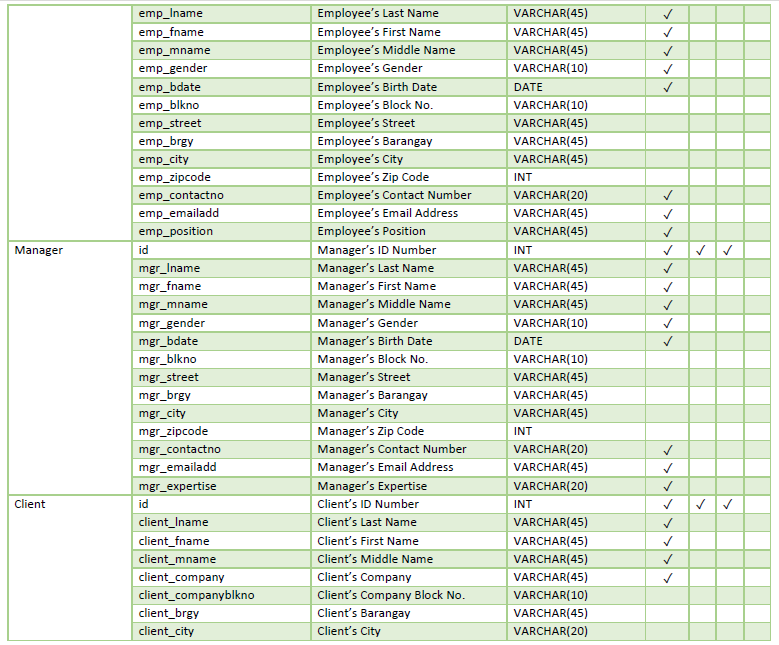 emp_lname Employee’s Last Name VARCHAR(45) ✓
emp_fname Employee’s First Name VARCHAR(45) ✓
emp_mname Employee’s Middle Name VARCHAR(45) ✓
emp_gender Employee’s Gender VARCHAR(10) ✓
emp_bdate Employee’s Birth Date DATE ✓
emp_blkno Employee’s Block No. VARCHAR(10)
emp_street Employee’s Street VARCHAR(45)
emp_brgy Employee’s Barangay VARCHAR(45)
emp_city Employee’s City VARCHAR(45)
emp_zipcode Employee’s Zip Code INT
emp_contactno Employee’s Contact Number VARCHAR(20) ✓
emp_emailadd Employee’s Email Address VARCHAR(45) ✓
emp_position Employee’s Position VARCHAR(45) ✓
Manager id Manager’s ID Number INT ✓ ✓ ✓
mgr_lname Manager’s Last Name VARCHAR(45) ✓
mgr_fname Manager’s First Name VARCHAR(45) ✓
mgr_mname Manager’s Middle Name VARCHAR(45) ✓
mgr_gender Manager’s Gender VARCHAR(10) ✓
mgr_bdate Manager’s Birth Date DATE ✓
mgr_blkno Manager’s Block No. VARCHAR(10)
mgr_street Manager’s Street VARCHAR(45)
mgr_brgy Manager’s Barangay VARCHAR(45)
mgr_city Manager’s City VARCHAR(45)
mgr_zipcode Manager’s Zip Code INT
mgr_contactno Manager’s Contact Number VARCHAR(20) ✓
mgr_emailadd Manager’s Email Address VARCHAR(45) ✓
mgr_expertise Manager’s Expertise VARCHAR(20) ✓
Client id Client’s ID Number INT ✓ ✓ ✓
client_lname Client’s Last Name VARCHAR(45) ✓
client_fname Client’s First Name VARCHAR(45) ✓
client_mname Client’s Middle Name VARCHAR(45) ✓
client_company Client’s Company VARCHAR(45) ✓
client_companyblkno Client’s Company Block No. VARCHAR(10)
client_brgy Client’s Barangay VARCHAR(45)
client_city Client’s City VARCHAR(20)